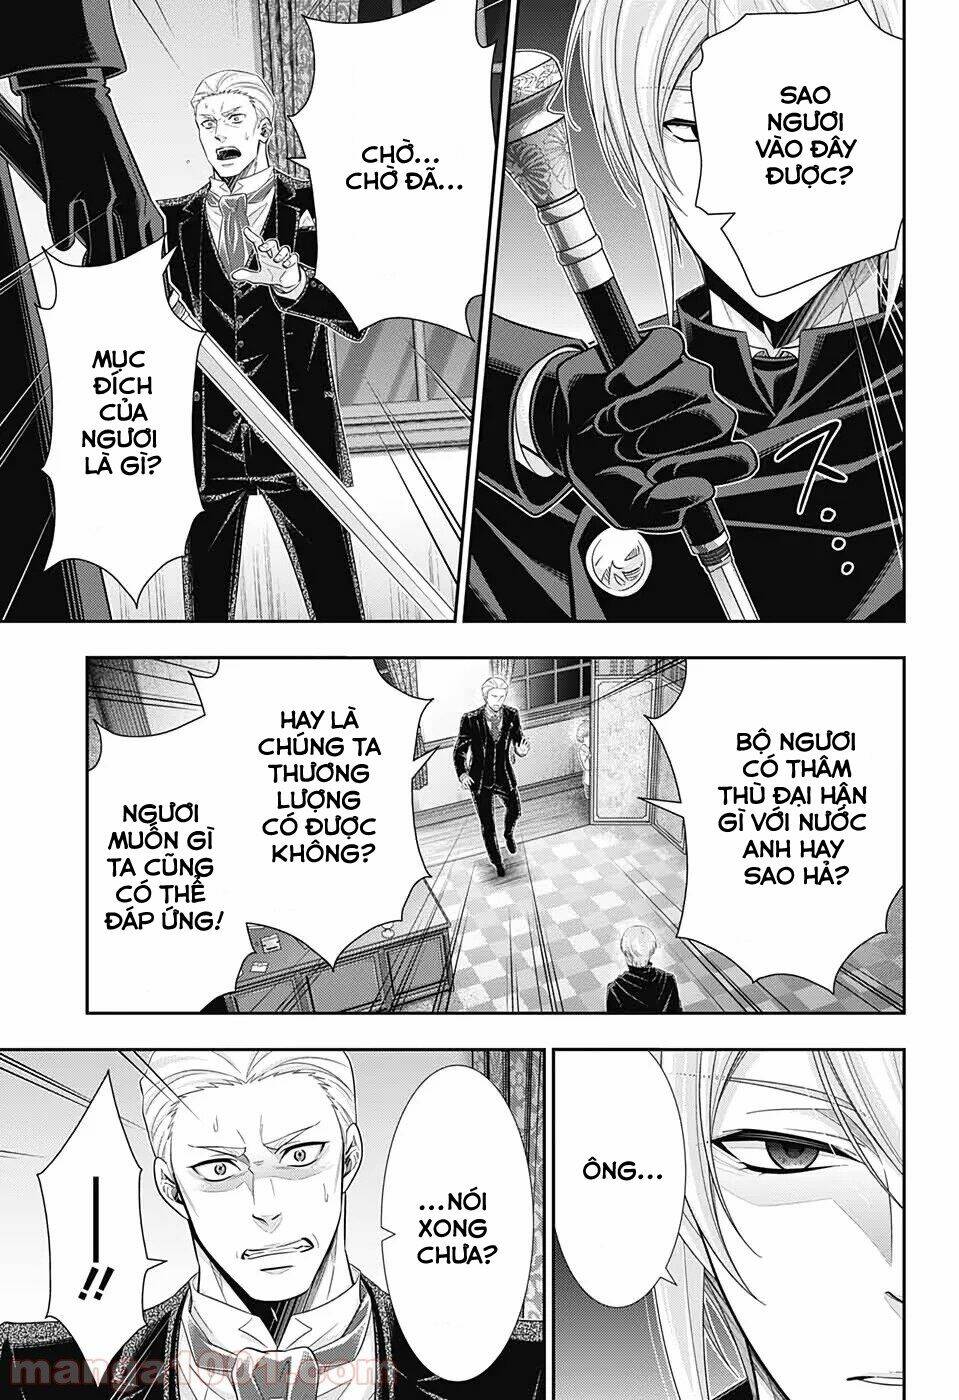 SAO
NGƯƠI
VÀO ĐÂY
ĐƯỢC?
CHỜ...
CHỜ ĐÃ...
MỤC
ĐÍCH
CỦA
NGƯƠI
LÀ GÌ?
BỘ NGƯƠI
CÓ THÂM
THÙ ĐẠI HẬN
GÌ VỚI NƯỚC
ANH HAY
SAO HẢ?
HAY LÀ
CHÚNG TA
THƯƠNG
LƯỢNG
CÓ ĐƯỢC
KHÔNG?
NGƯƠI
MUỐN GÌ
TA CŨNG
CÓ THỂ
ĐÁP ỨNG!
ÔNG...
...NÓI
XONG
CHƯA?
!!
manga1001.com